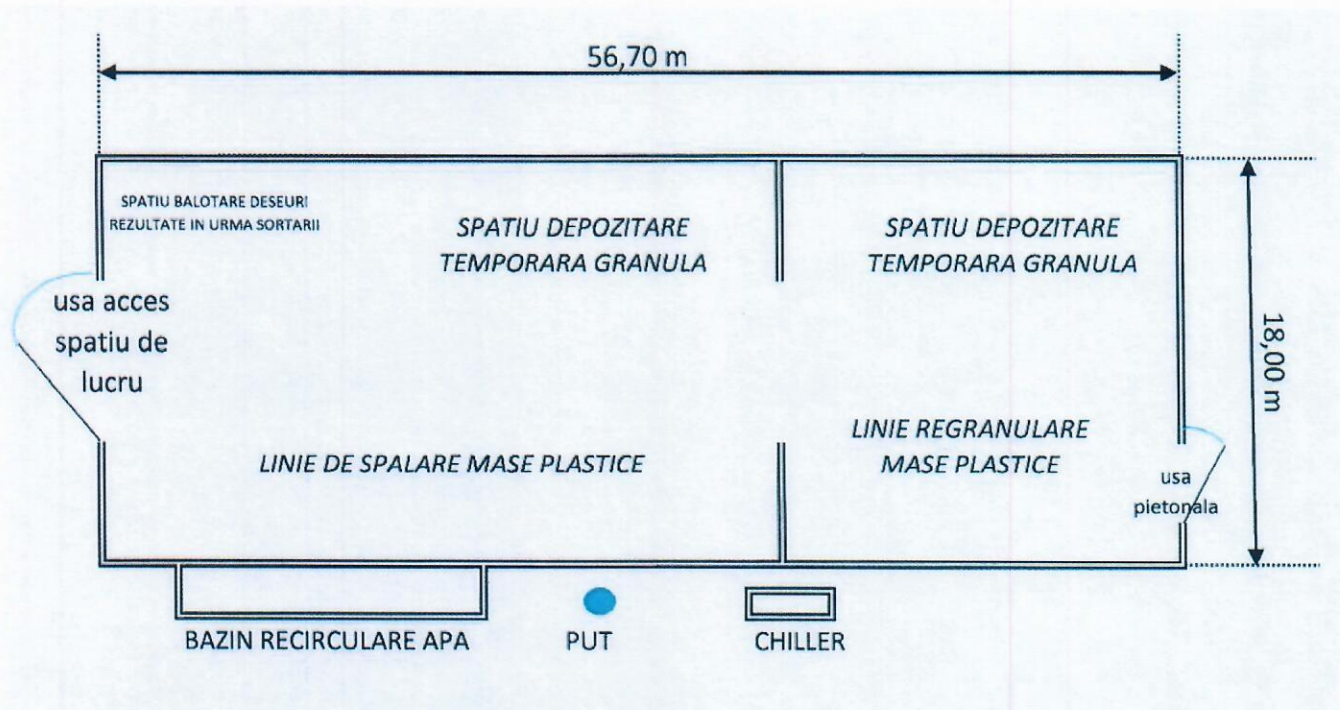 56,70 m
SPATIU BALOTARE DESEURI
REZULTATE IN URMA SORTARII
SPATIU DEPOZITARE
TEMPORARA GRANULA
SPATIU DEPOZITARE
TEMPORARA GRANULA
usa acces
spatiu de
lucru
18,00 m
LINIE DE SPALARE MASE PLASTICE
LINIE REGRANULARE
MASE PLASTICE
usa
pietonala
BAZIN RECIRCULARE APA
PUT
CHILLER